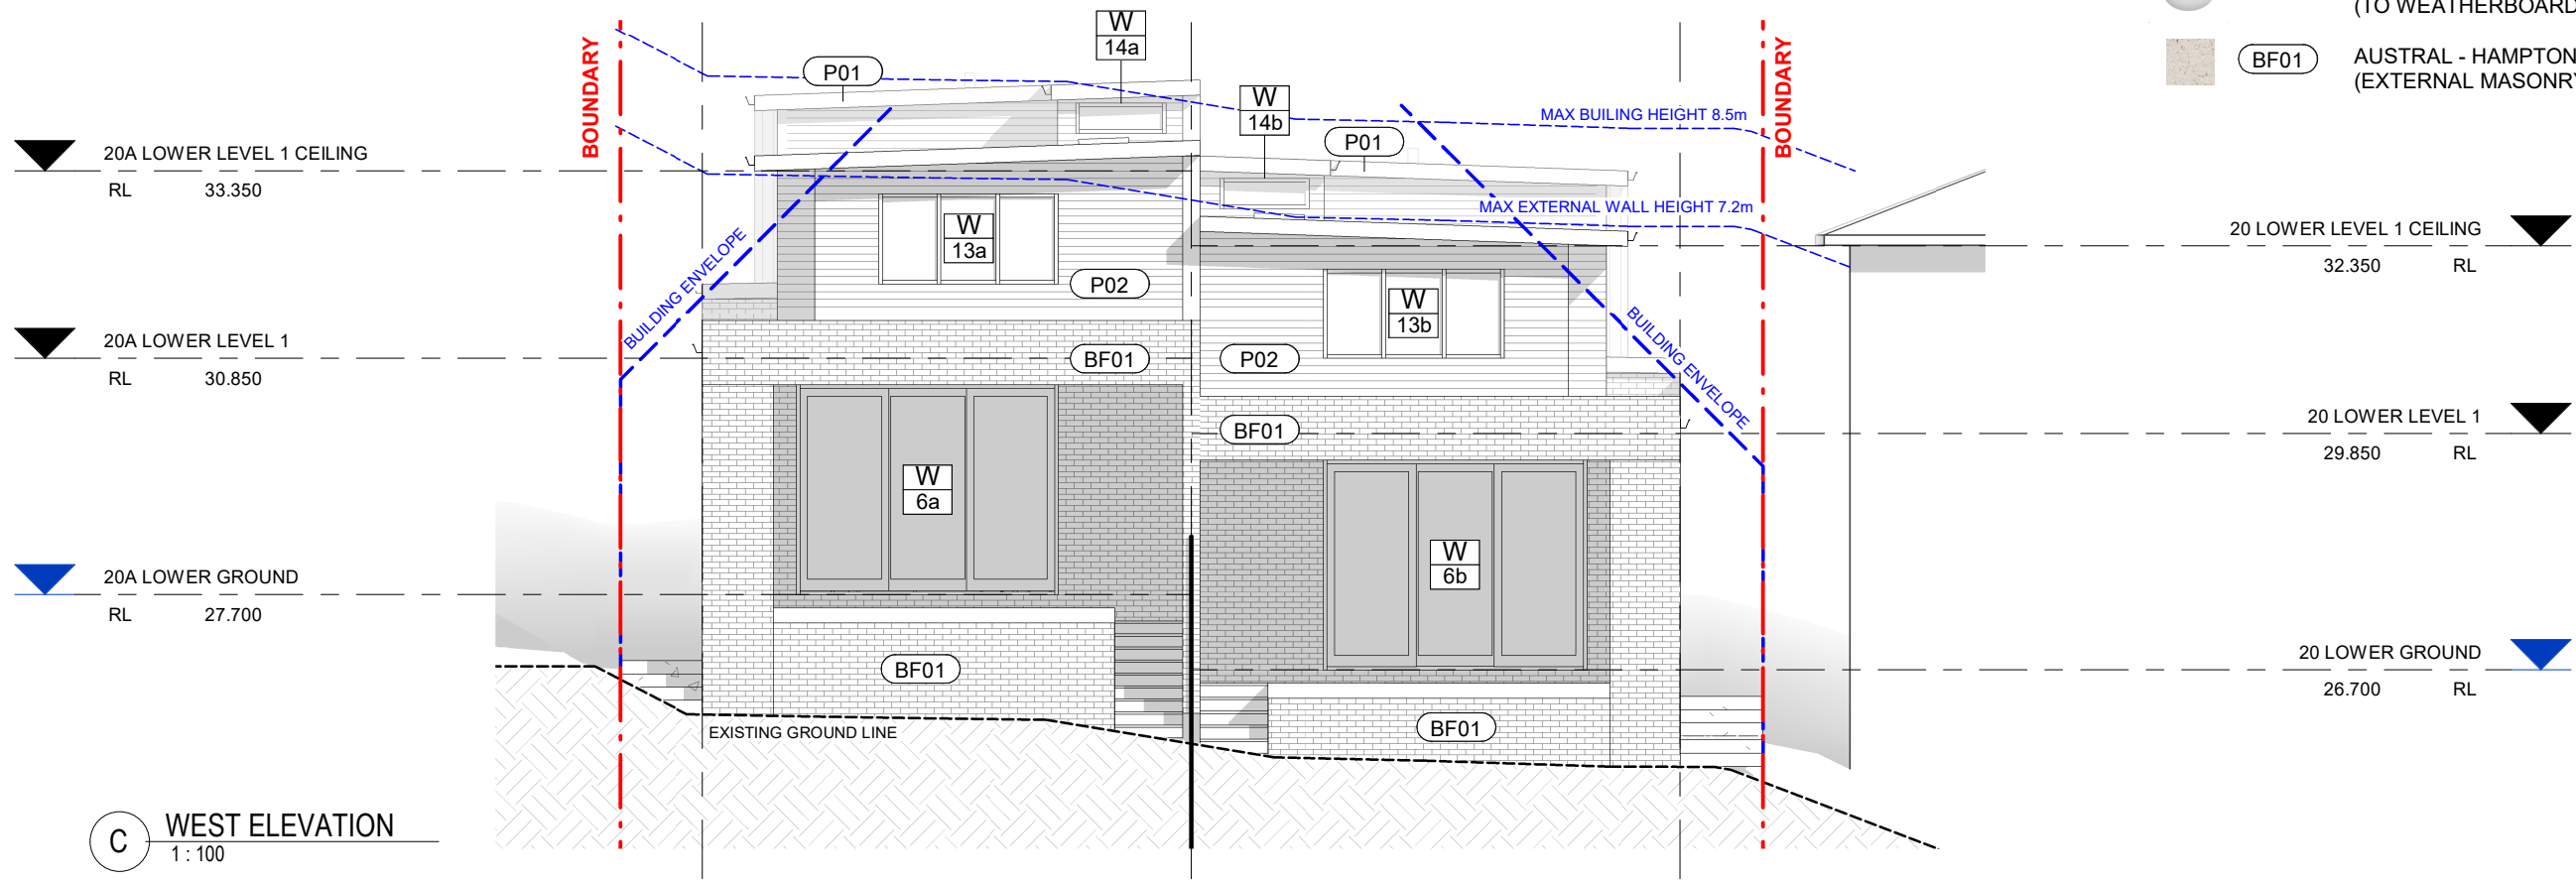 (TO WEATHERBOARD
BF01
AUSTRAL - HAMPTON
(EXTERNAL MASONRY
W
14a
P01
BOUNDARY
W
14b
P01
MAX BUILING HEIGHT 8.5m
BOUNDARY
20A LOWER LEVEL 1 CEILING
RL 33.350
MAX EXTERNAL WALL HEIGHT 7.2m
W
13a
P02
BUILDING ENVELOPE
20 LOWER LEVEL 1 CEILING
32.350 RL
W
13b
BUILDING ENVELOPE
20A LOWER LEVEL 1
RL 30.850
BF01
P02
BF01
20 LOWER LEVEL 1
29.850 RL
W
6a
W
6b
20A LOWER GROUND
RL 27.700
BF01
20 LOWER GROUND
26.700 RL
BF01
EXISTING GROUND LINE
C
WEST ELEVATION
1 : 100